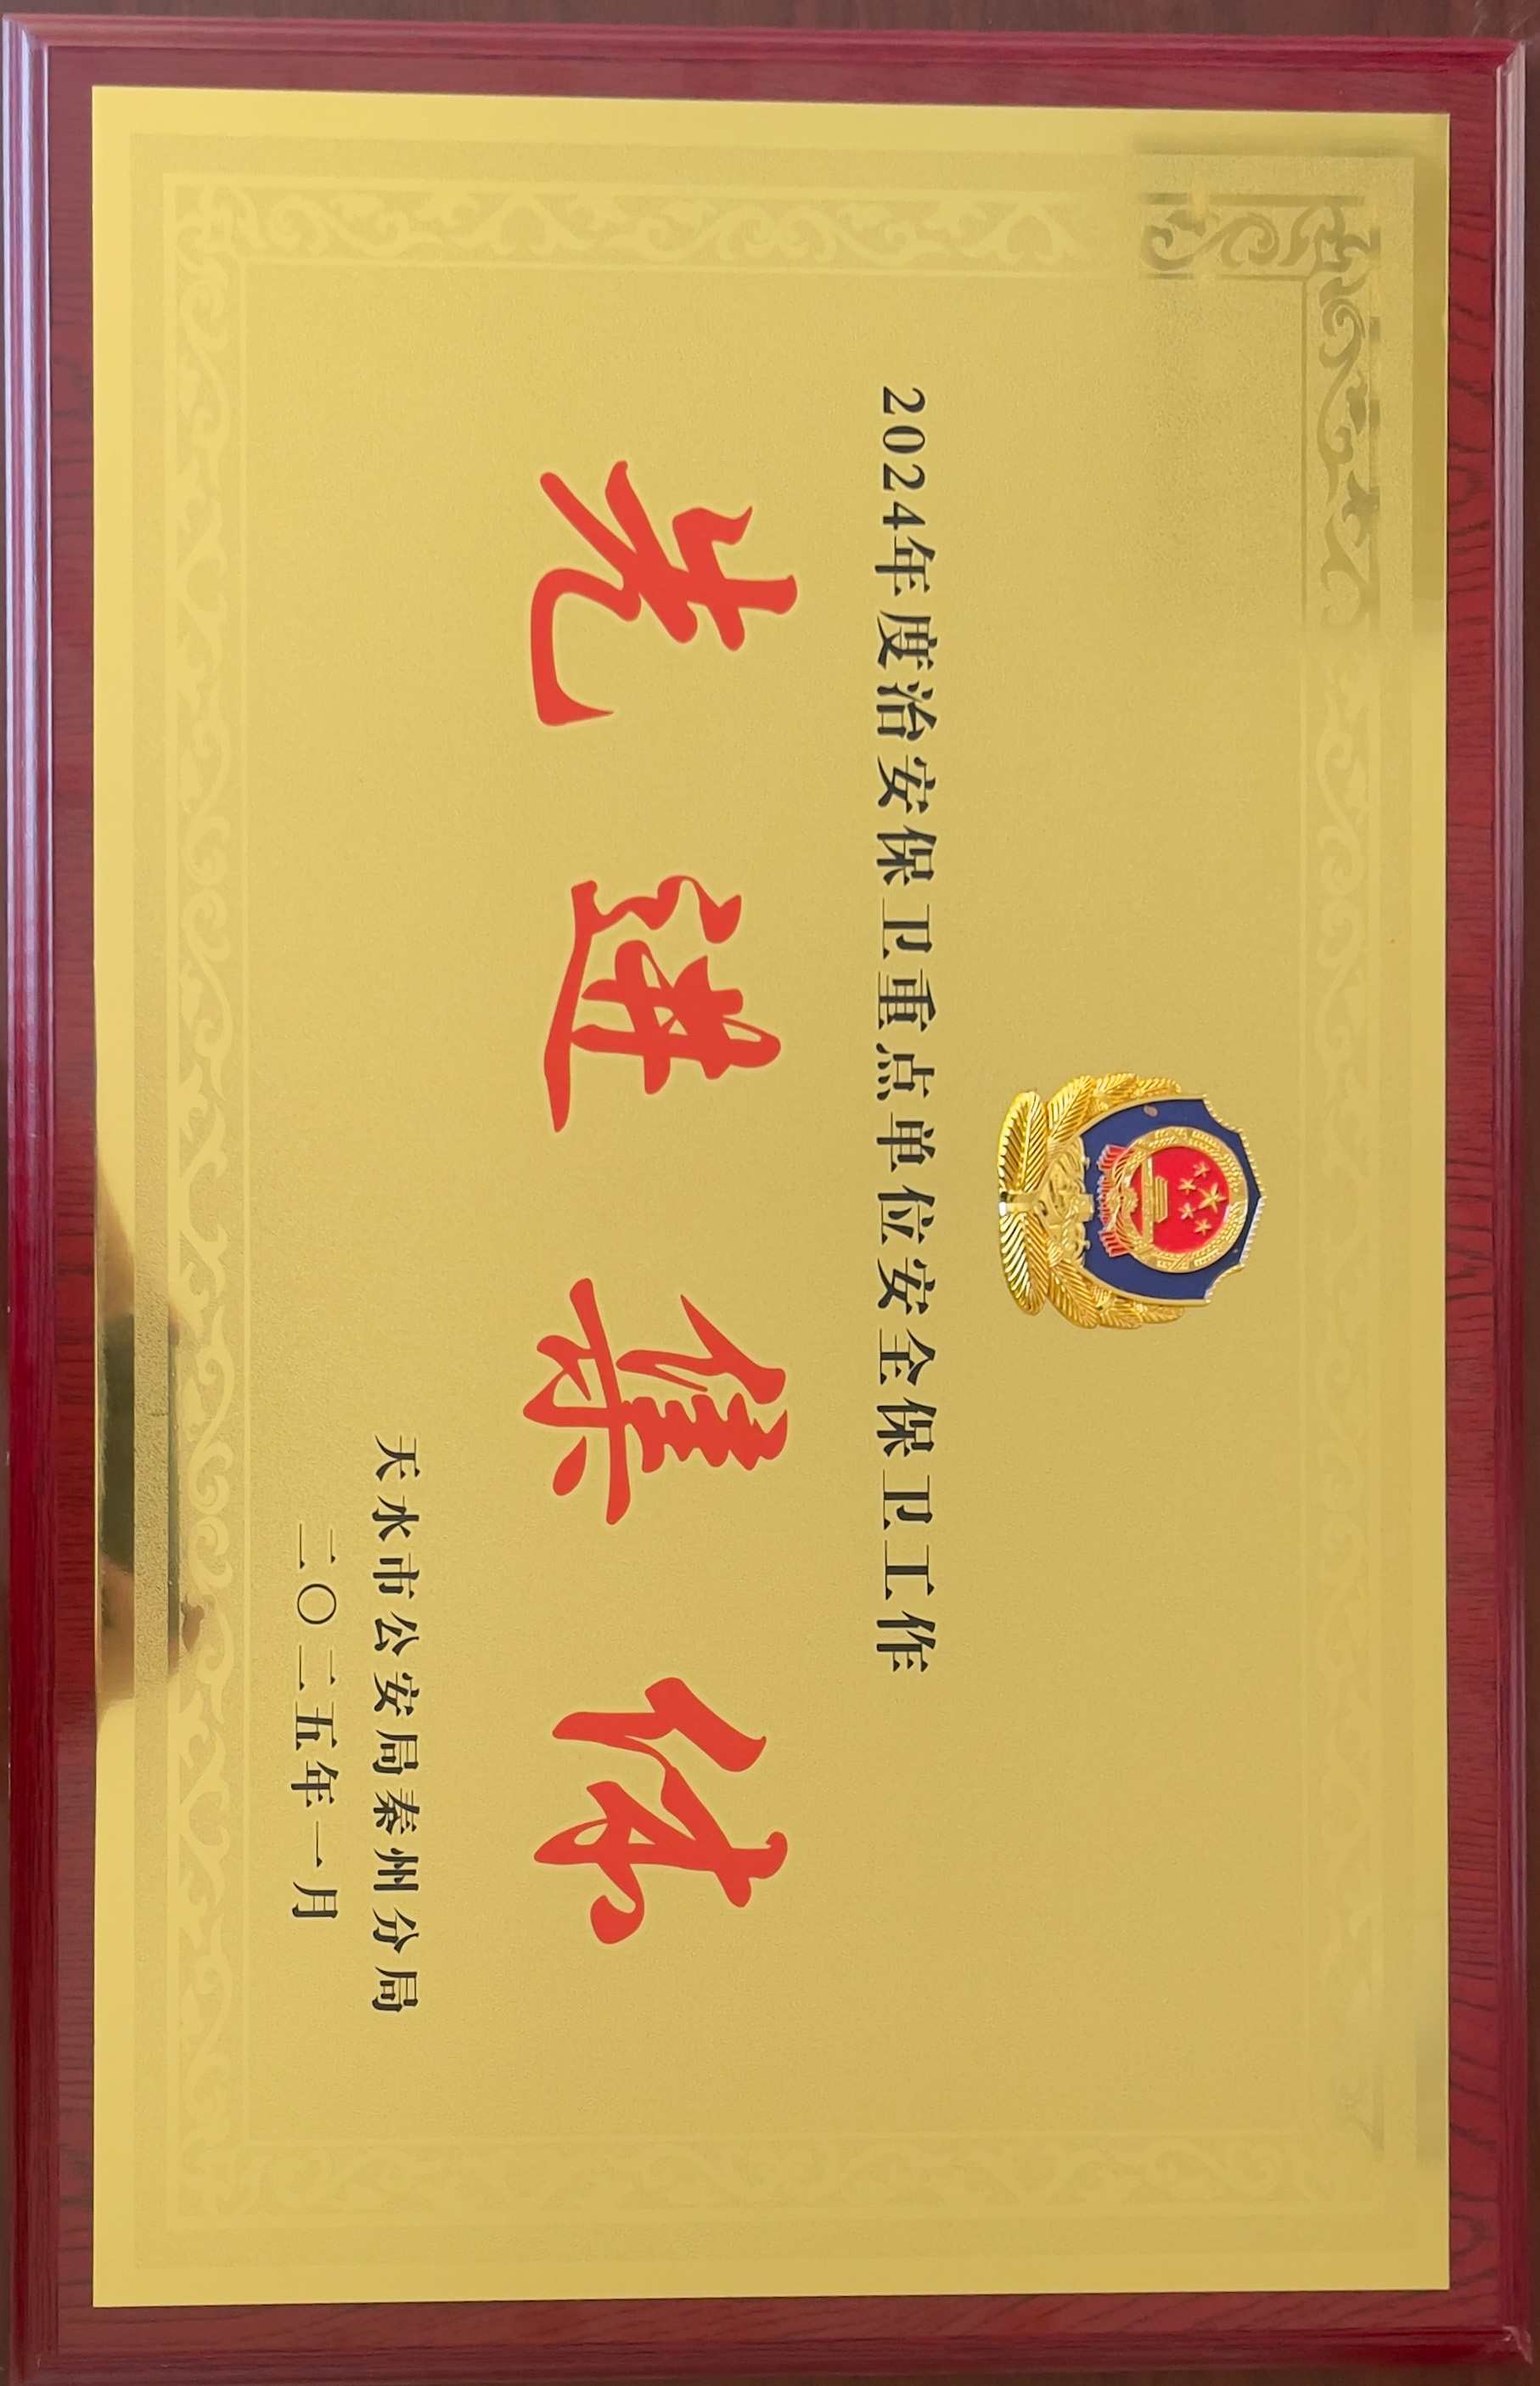 2024年度治安保卫重点单位安全保卫工作
先进集体
天水市公安局秦州分局
二〇二五年一月